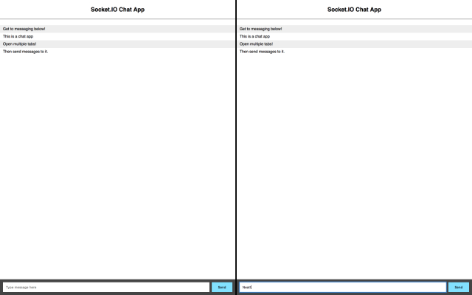 Socket.IO Chat App
Get to messaging below!
This is a chat app
Open multiple tabs!
Then send messages to it
Type message here
Send
Socket.IO Chat App
Get to messaging below!
This is a chat app
Open multiple tabs!
Then send messages to it
Send